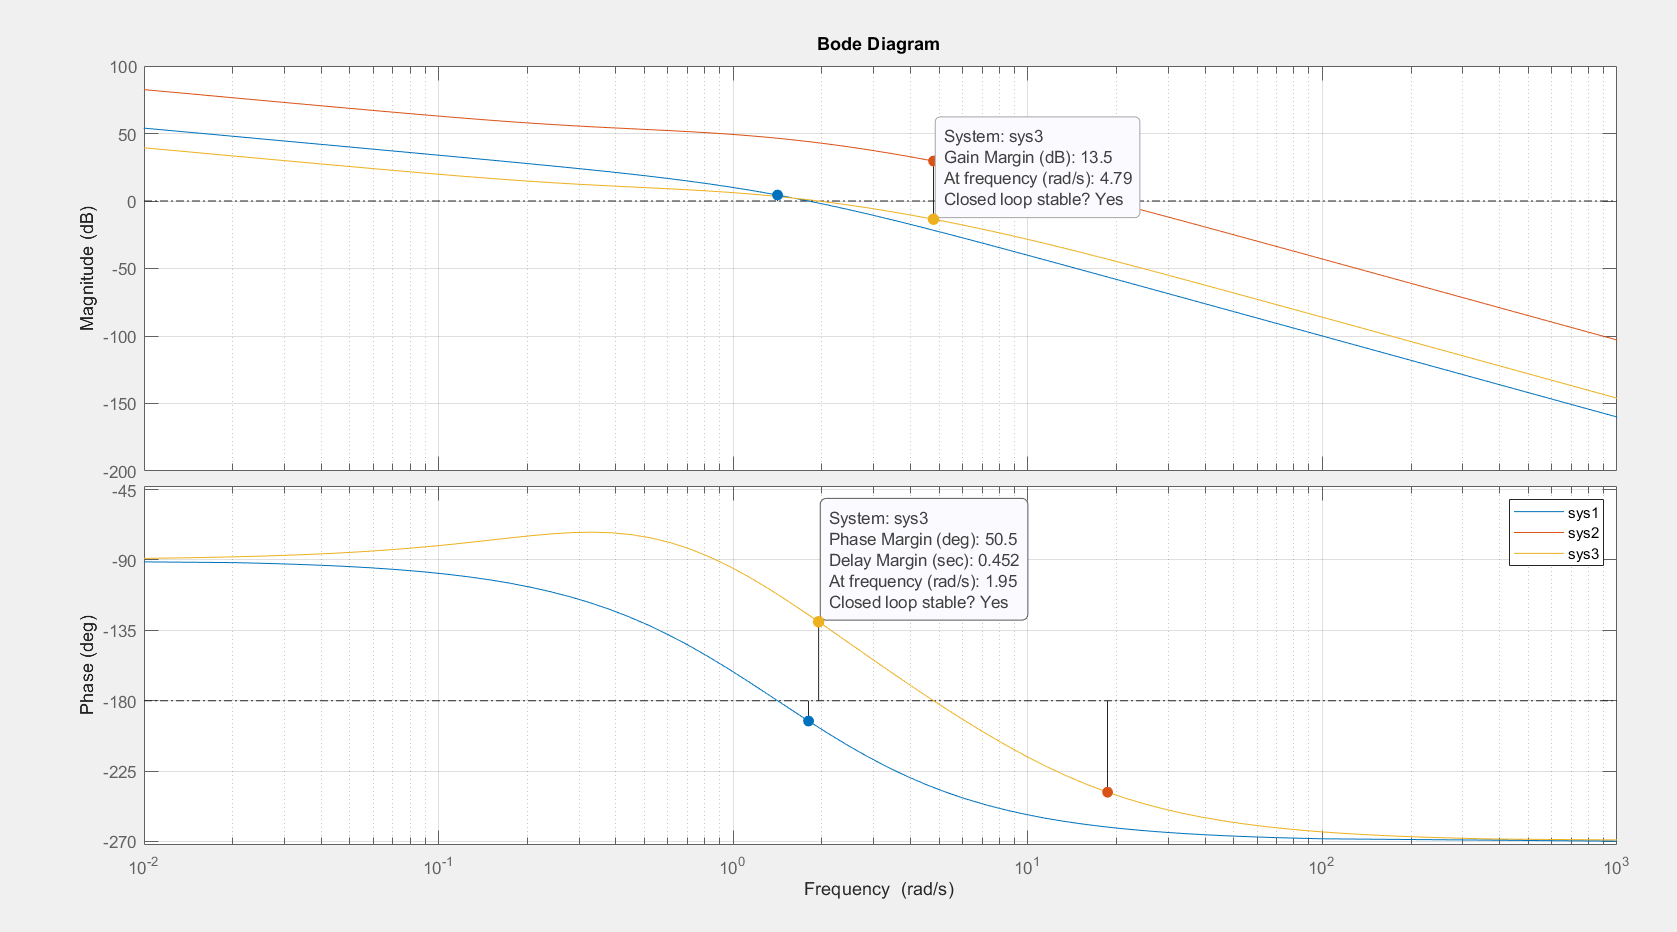 Bode Diagram
Magnitude (dB)
100
50
0
-50
-100
-150
-200
System: sys3
Gain Margin (dB): 13.5
At frequency (rad/s): 4.79
Closed loop stable? Yes
Phase (deg)
-45
-90
-135
-180
-225
-270
System: sys3
Phase Margin (deg): 50.5
Delay Margin (sec): 0.452
At frequency (rad/s): 1.95
Closed loop stable? Yes
sys1
sys2
sys3
10^-2 10^-1 10^0 10^1 10^2 10^3
Frequency (rad/s)